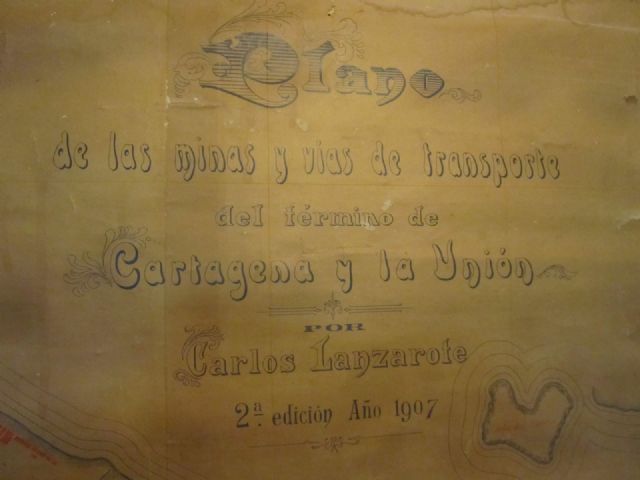 Plano
de las minas y vías de transporte
del término de
Cartagena y la Unión
POR
Carlos Lanzarote
2ª. edición Año 1907